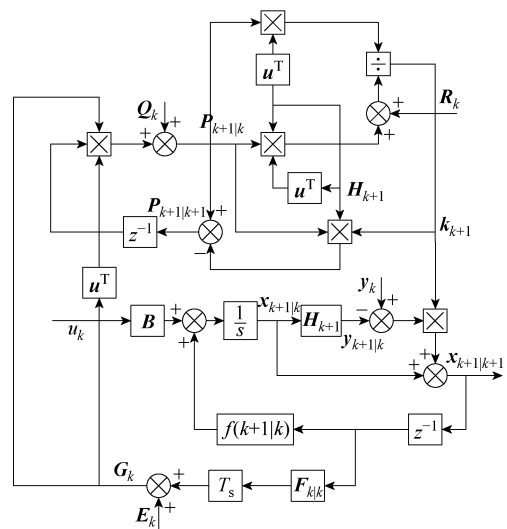 ×
u^T
÷
Q_k
+
+
P_{k+1|k}
+
R_k
+
×
×
u^T
H_{k+1}
P_{k+1|k+1}
+
−
z^{-1}
×
k_{k+1}
u^T
u_k
B
+
+
1/s
x_{k+1|k}
H_{k+1}
y_k
+
−
y_{k+1|k}
×
+
+
x_{k+1|k+1}
f(k+1|k)
z^{-1}
G_k
+
+
E_k
T_s
F_{k|k}